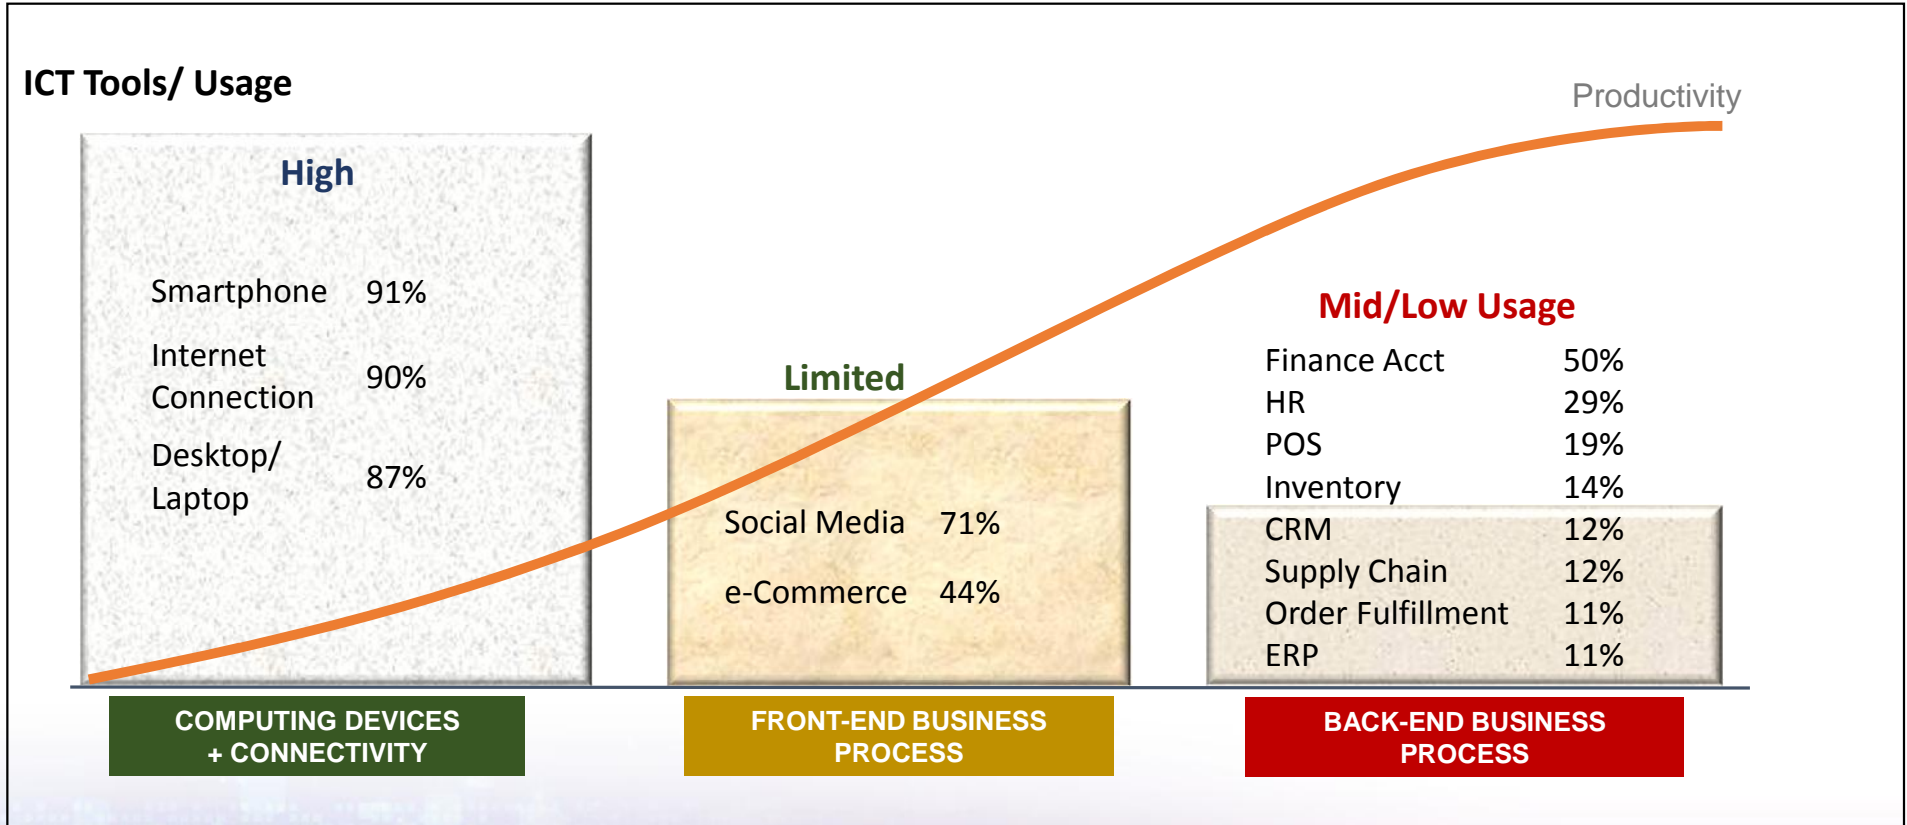 ICT Tools/ Usage
Productivity
High
Smartphone 91%
Internet
Connection 90%
Desktop/
Laptop 87%
Limited
Social Media 71%
e-Commerce 44%
Mid/Low Usage
Finance Acct 50%
HR 29%
POS 19%
Inventory 14%
CRM 12%
Supply Chain 12%
Order Fulfillment 11%
ERP 11%
COMPUTING DEVICES
+ CONNECTIVITY
FRONT-END BUSINESS
PROCESS
BACK-END BUSINESS
PROCESS